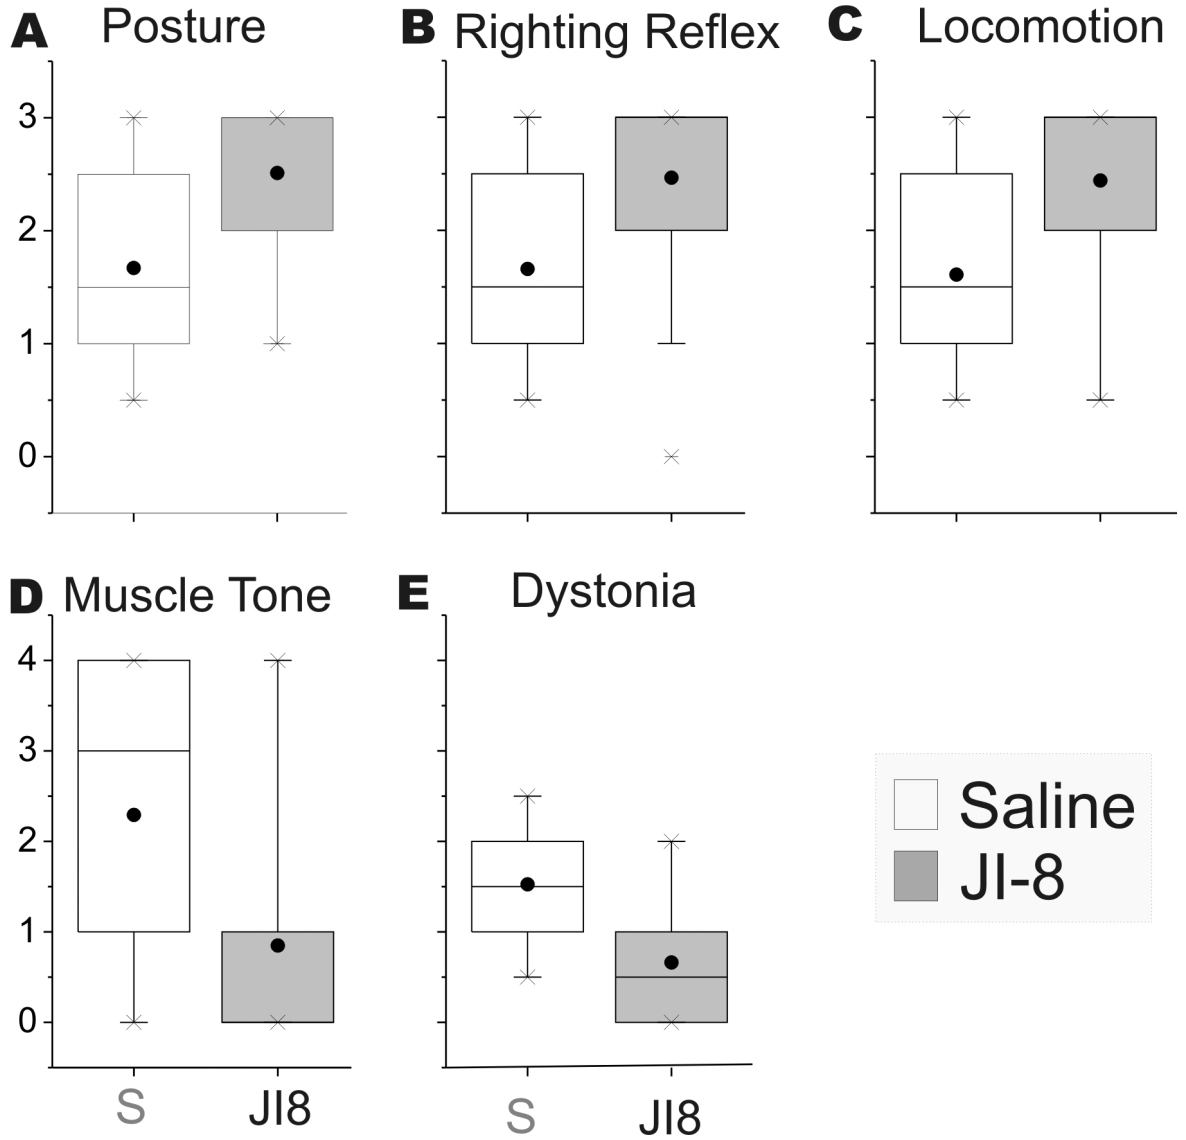 A Posture
B Righting Reflex
C Locomotion
3
2
1
0
D Muscle Tone
E Dystonia
4
3
2
1
0
Saline
JI-8
S JI8
S JI8